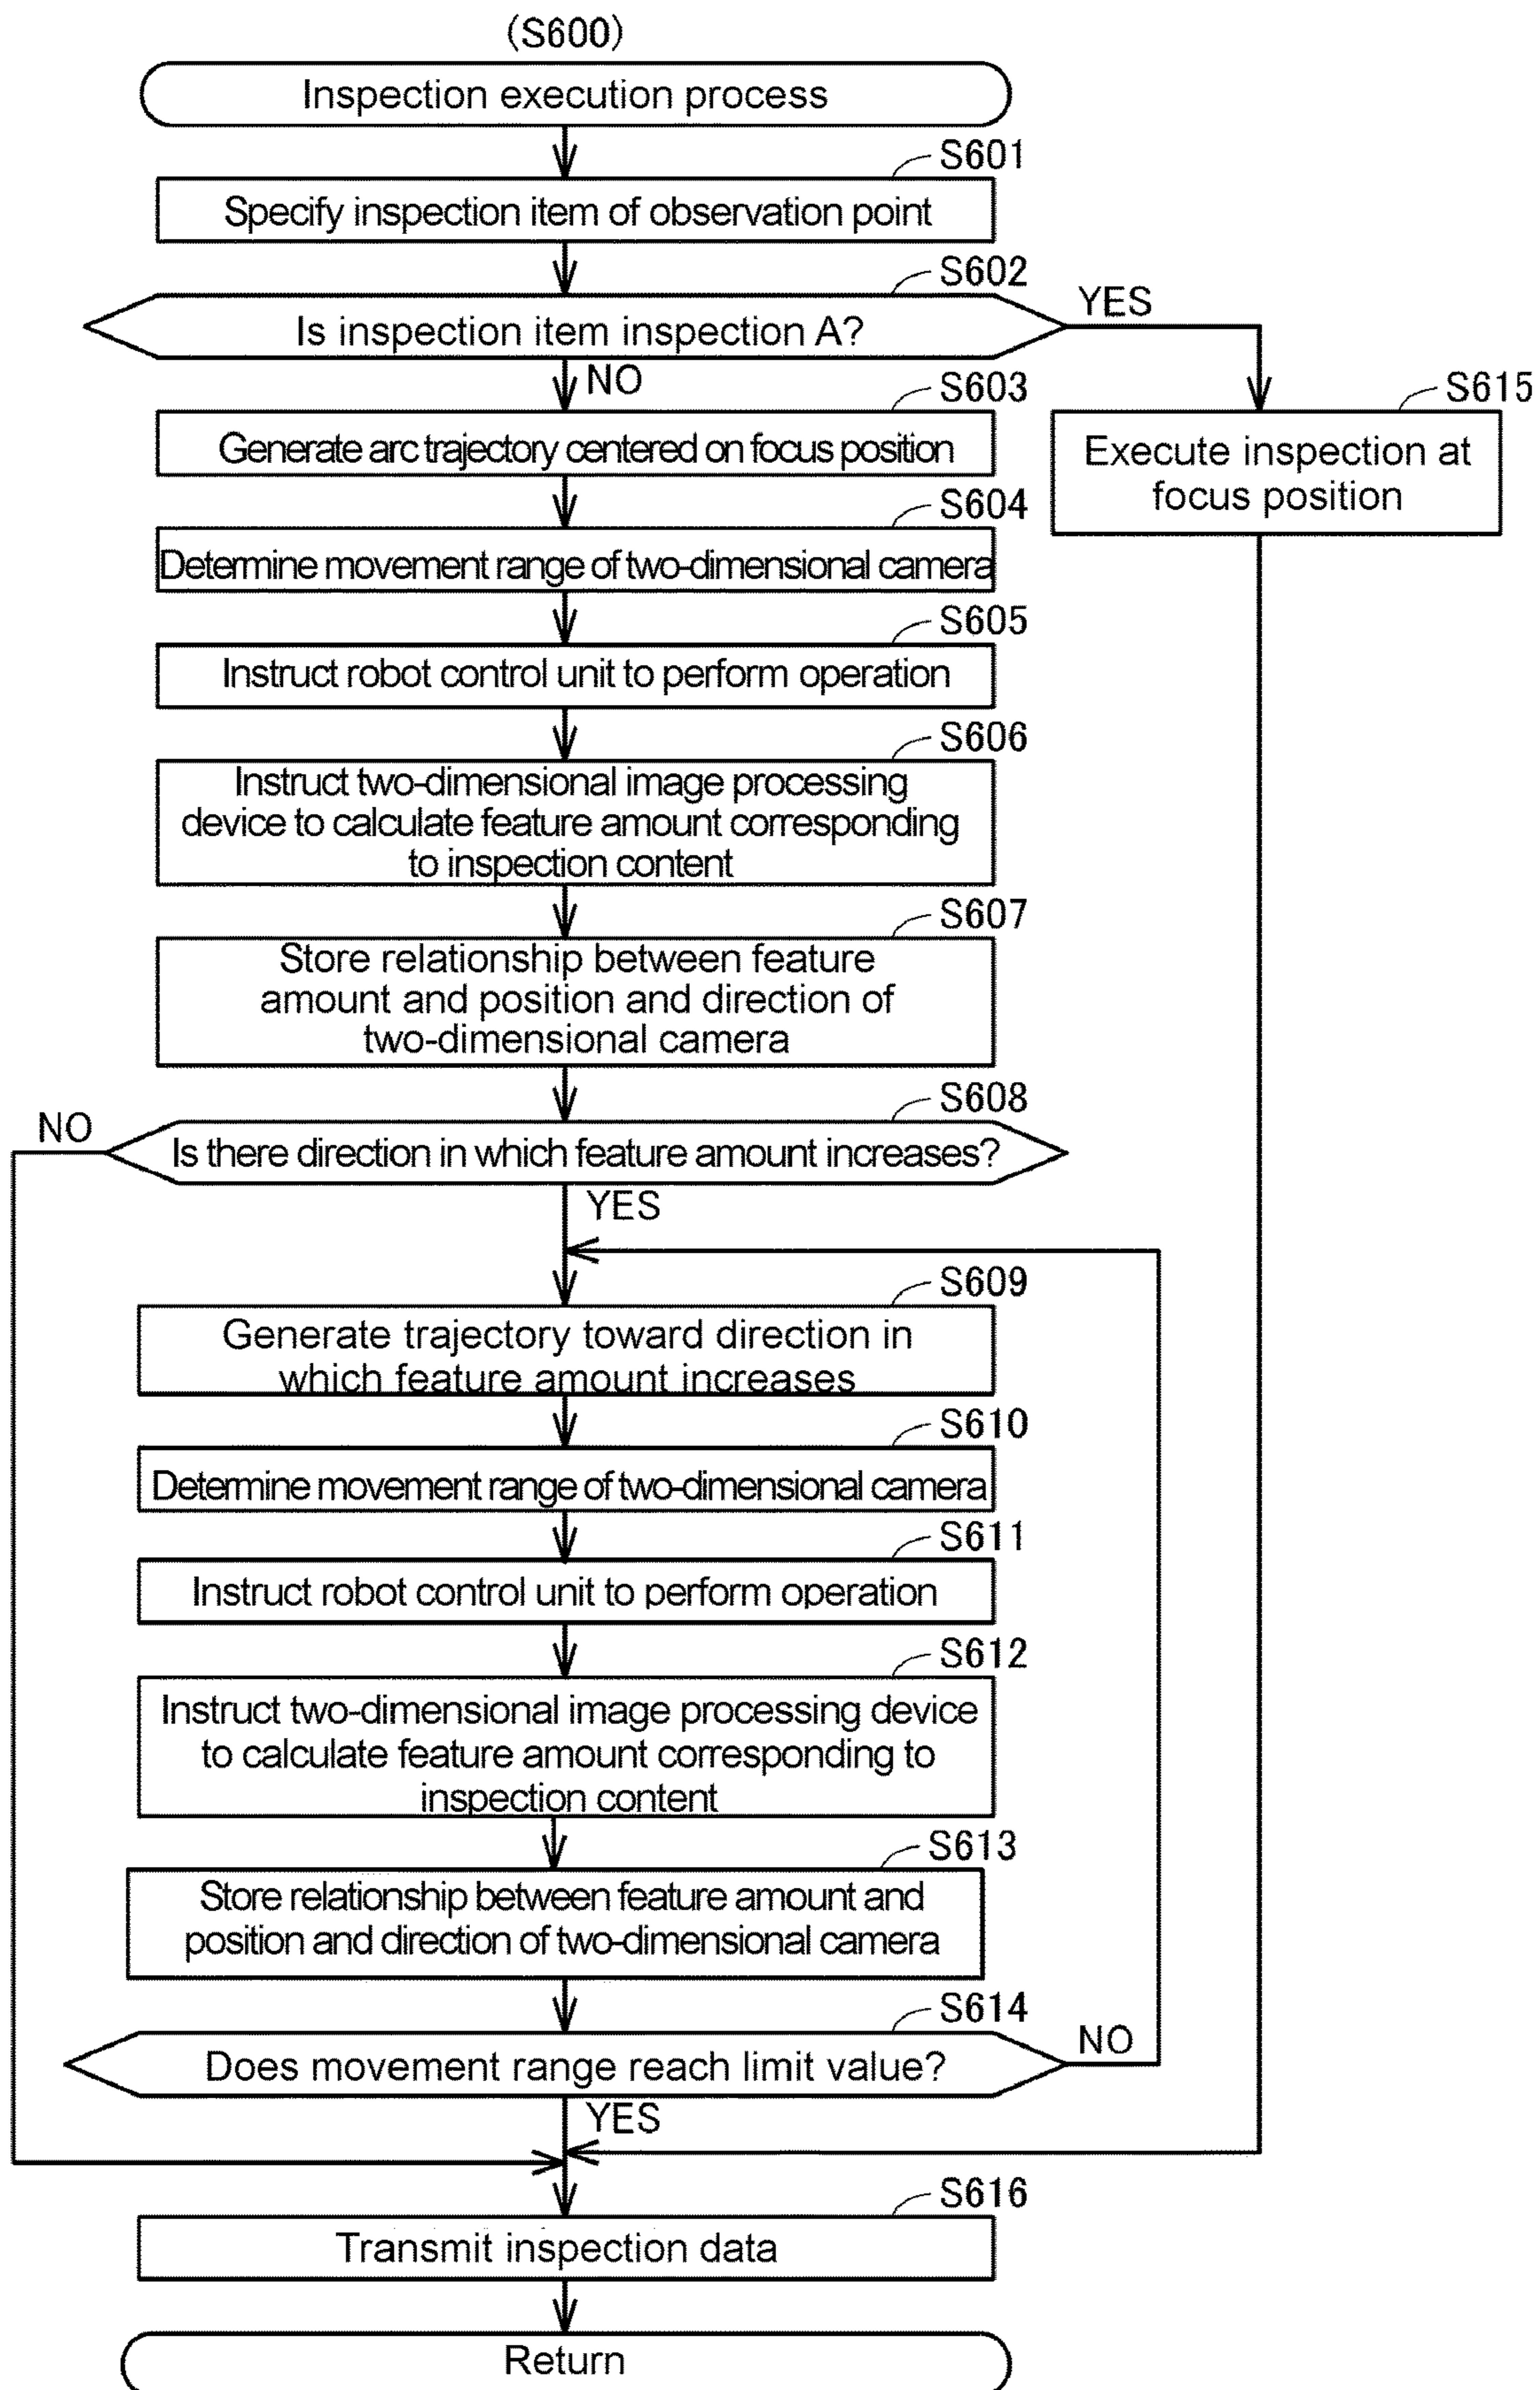 (S600)
Inspection execution process
S601
Specify inspection item of observation point
S602
Is inspection item inspection A?
YES
NO
S603
Generate arc trajectory centered on focus position
S615
Execute inspection at
focus position
S604
Determine movement range of two-dimensional camera
S605
Instruct robot control unit to perform operation
S606
Instruct two-dimensional image processing
device to calculate feature amount corresponding
to inspection content
S607
Store relationship between feature
amount and position and direction of
two-dimensional camera
S608
NO
Is there direction in which feature amount increases?
YES
S609
Generate trajectory toward direction in
which feature amount increases
S610
Determine movement range of two-dimensional camera
S611
Instruct robot control unit to perform operation
S612
Instruct two-dimensional image processing device
to calculate feature amount corresponding to
inspection content
S613
Store relationship between feature amount and
position and direction of two-dimensional camera
S614
Does movement range reach limit value?
NO
YES
S616
Transmit inspection data
Return